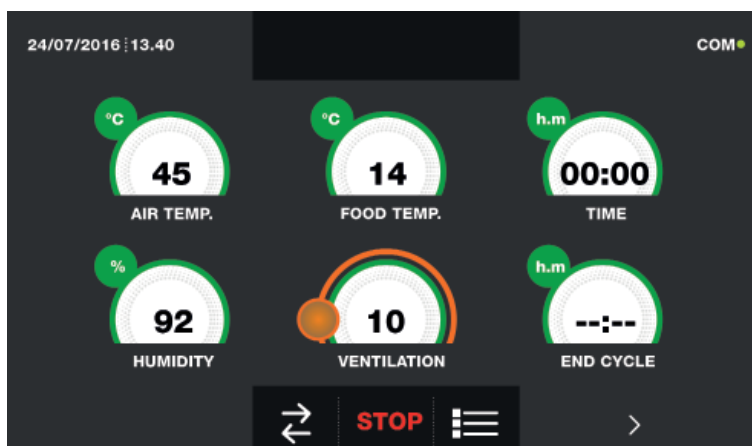 24/07/2016 13.40
COM
°C °C h.m
45 14 00:00
AIR TEMP. FOOD TEMP. TIME
% h.m
92 10 --:--
HUMIDITY VENTILATION END CYCLE
STOP